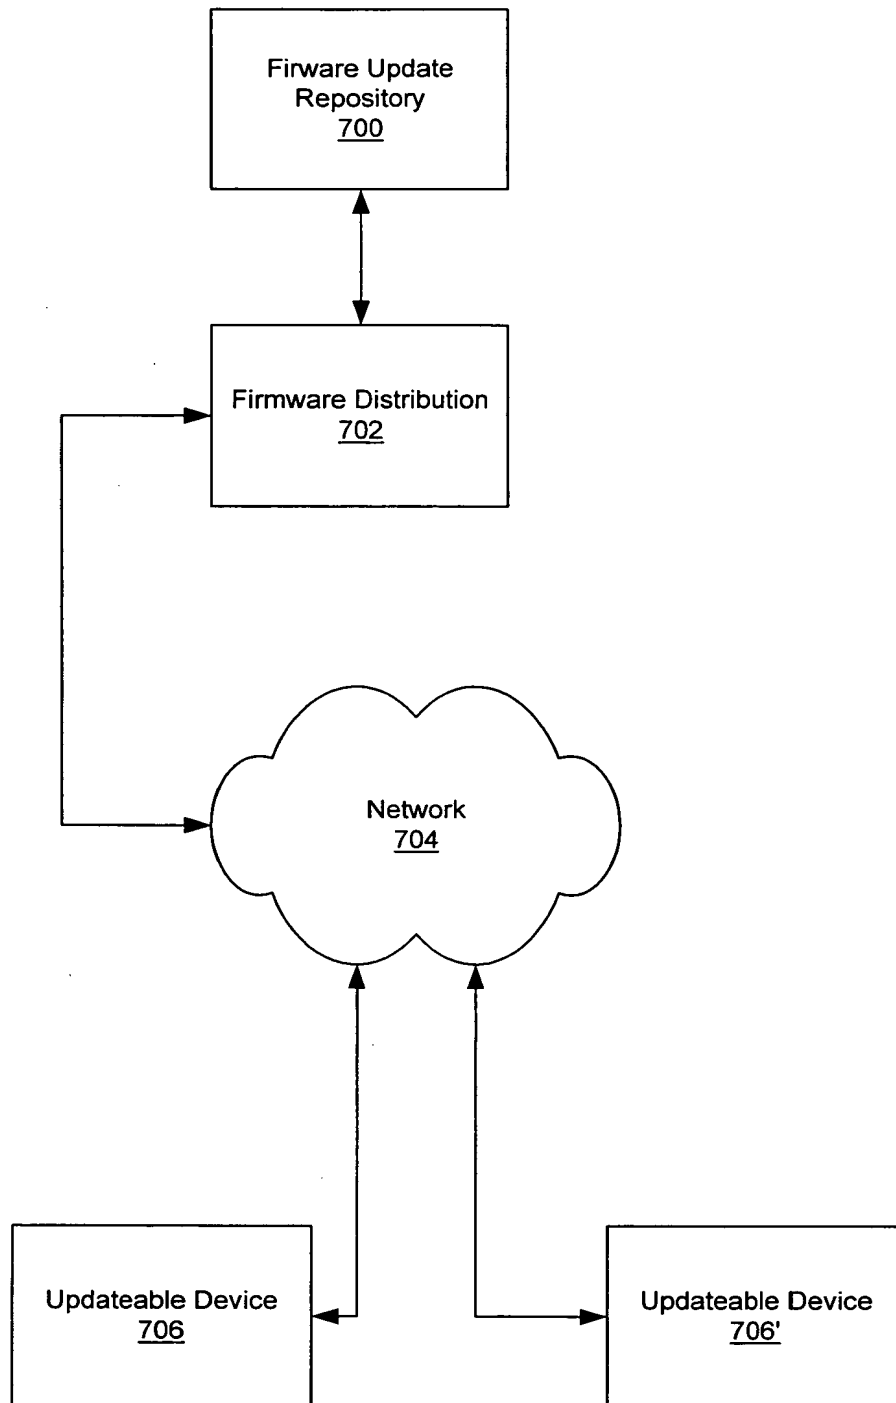 Firware Update
Repository
700
Firmware Distribution
702
Network
704
Updateable Device
706
Updateable Device
706'